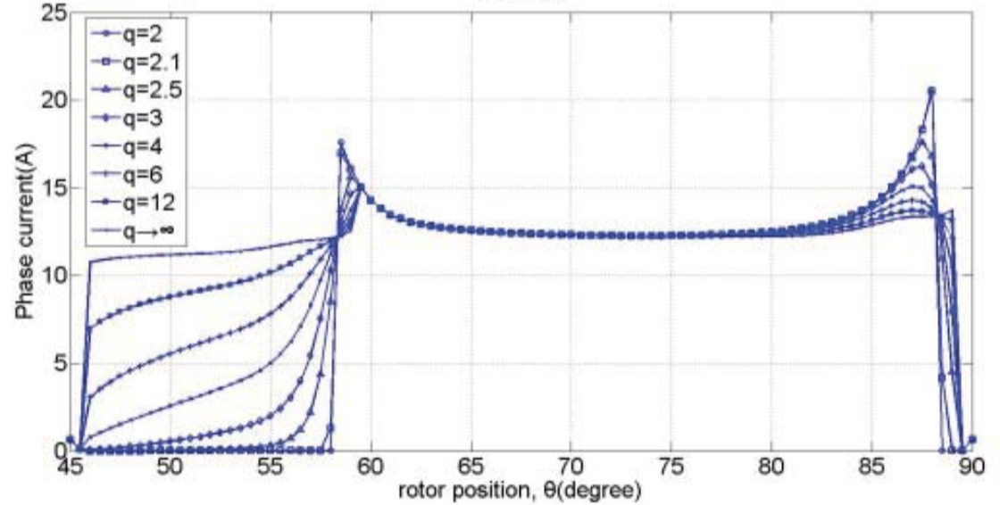 25
20
15
10
5
0
Phase current(A)
q=2
q=2.1
q=2.5
q=3
q=4
q=6
q=12
q→∞
45 50 55 60 65 70 75 80 85 90
rotor position, θ(degree)